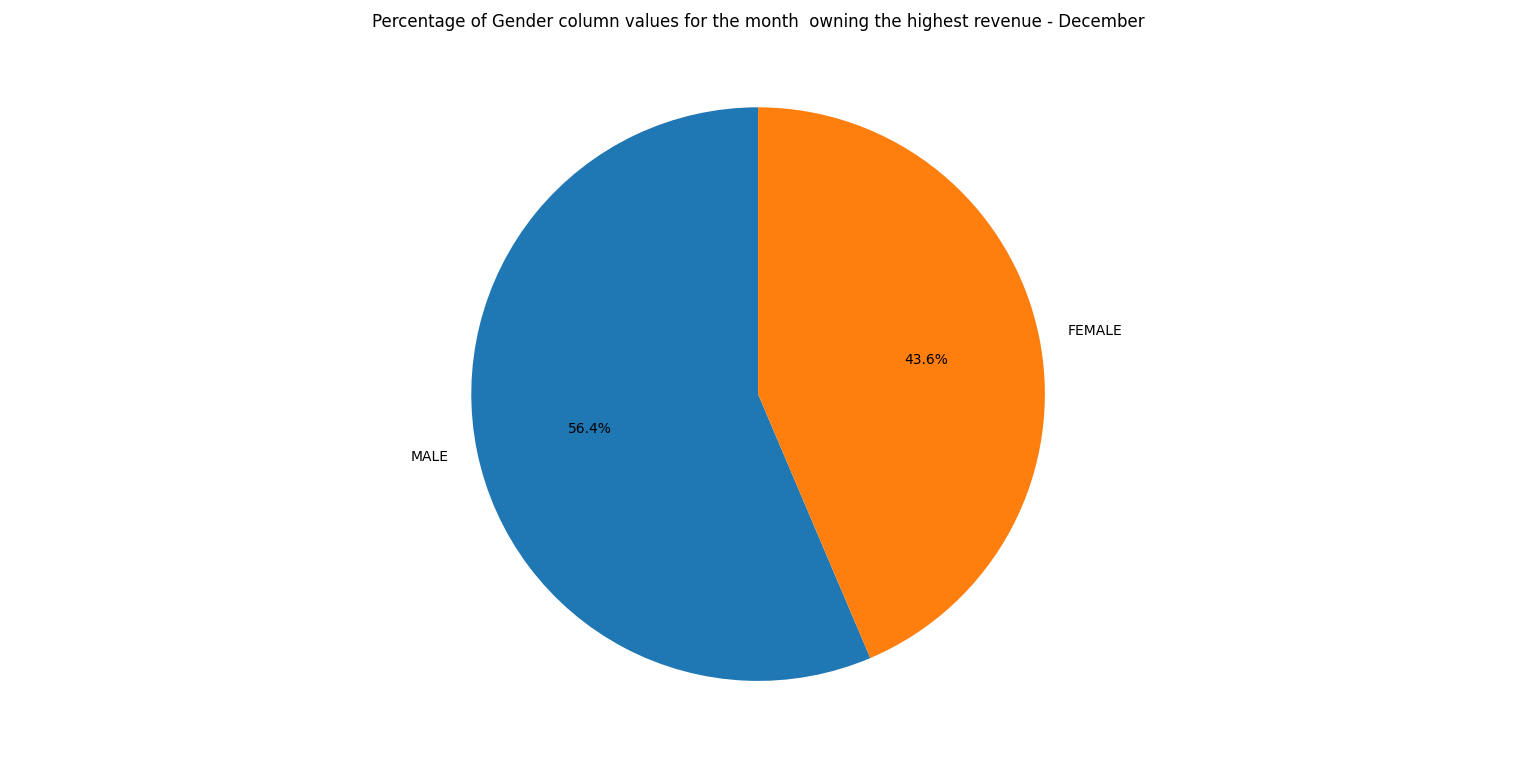 Percentage of Gender column values for the month  owning the highest revenue - December
FEMALE
43.6%
56.4%
MALE